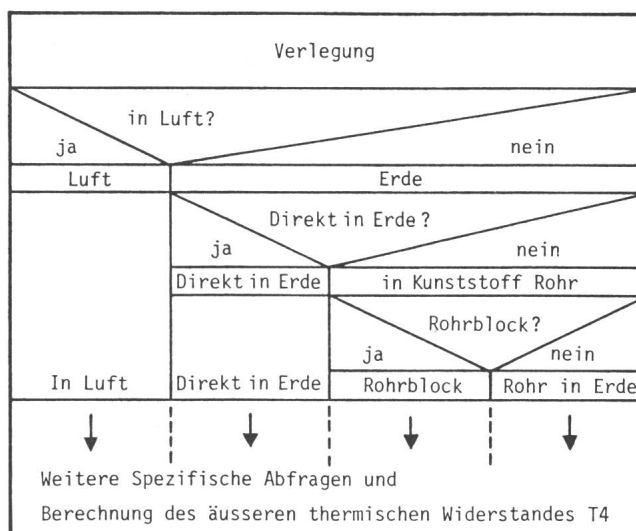 Verlegung
in Luft?
ja nein
Luft Erde
Direkt in Erde?
ja nein
Direkt in Erde in Kunststoff Rohr
Rohrblock?
ja nein
In Luft Direkt in Erde Rohrblock Rohr in Erde
Weitere Spezifische Abfragen und
Berechnung des äusseren thermischen Widerstandes T4